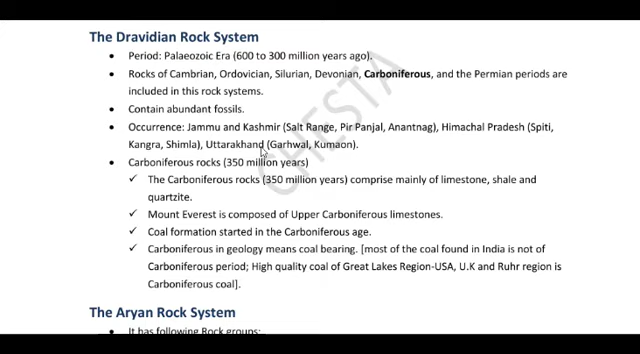 The Dravidian Rock System
• Period: Palaeozoic Era (600 to 300 million years ago).
• Rocks of Cambrian, Ordovician, Silurian, Devonian, Carboniferous, and the Permian periods are
included in this rock systems.
• Contain abundant fossils.
• Occurrence: Jammu and Kashmir (Salt Range, Pir Panjal, Anantnag), Himachal Pradesh (Spiti,
Kangra, Shimla), Uttarakhand (Garhwal, Kumaon).
• Carboniferous rocks (350 million years)
✓ The Carboniferous rocks (350 million years) comprise mainly of limestone, shale and
quartzite.
✓ Mount Everest is composed of Upper Carboniferous limestones.
✓ Coal formation started in the Carboniferous age.
✓ Carboniferous in geology means coal bearing. [most of the coal found in India is not of
Carboniferous period; High quality coal of Great Lakes Region-USA, U.K and Ruhr region is
Carboniferous coal].
The Aryan Rock System
• It has following Rock groups:
CHESTA